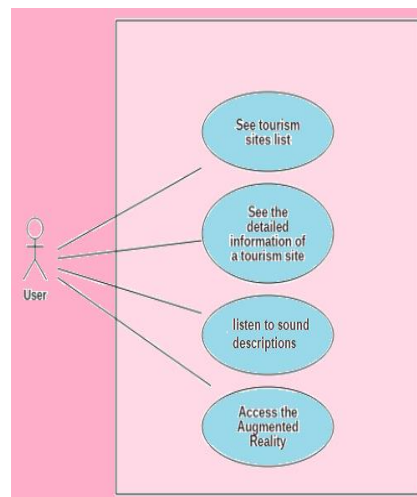 See tourism
sites list
See the
detailed
information of
a tourism site
User
listen to sound
descriptions
Access the
Augmented
Reality